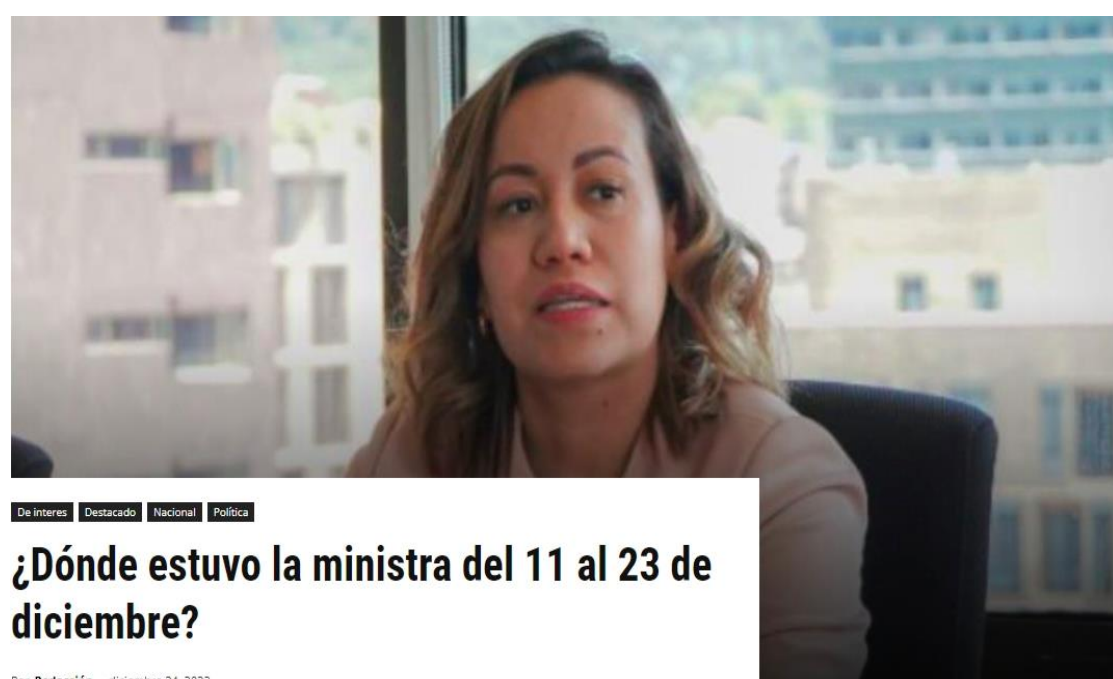 De interes Destacado Nacional Política
¿Dónde estuvo la ministra del 11 al 23 de
diciembre?